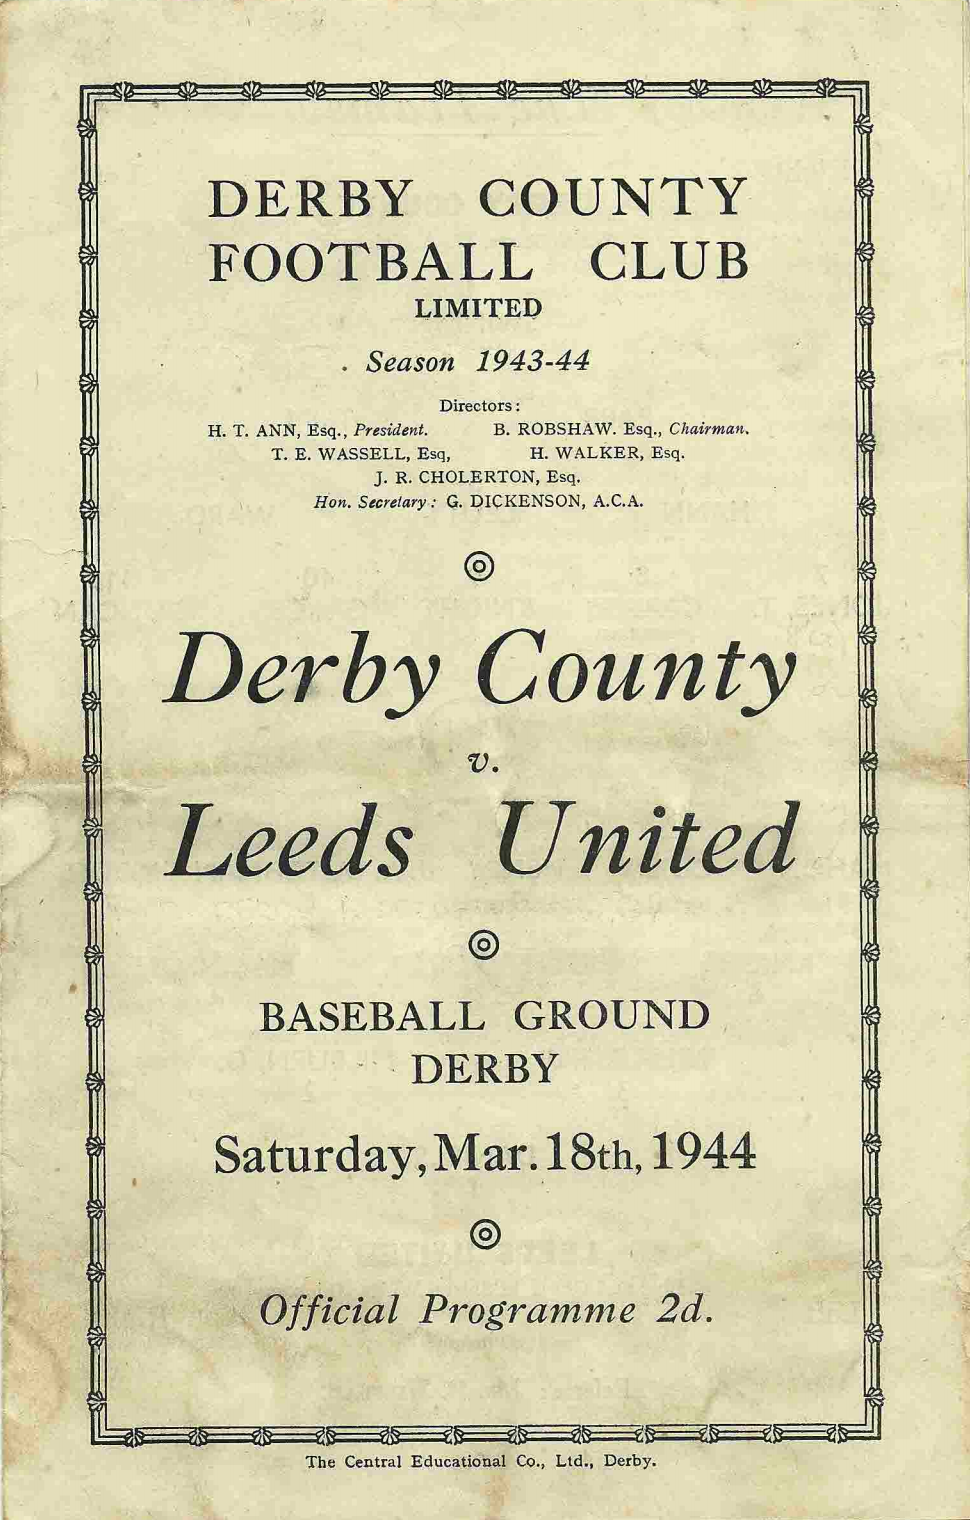 DERBY COUNTY
FOOTBALL CLUB
LIMITED
Season 1943-44
Directors:
H. T. ANN, Esq., President. B. ROBSHAW. Esq., Chairman.
T. E. WASSELL, Esq, H. WALKER, Esq.
J. R. CHOLERTON, Esq.
Hon. Secretary: G. DICKENSON, A.C.A.
Derby County
v.
Leeds United
BASEBALL GROUND
DERBY
Saturday, Mar. 18th, 1944
Official Programme 2d.
The Central Educational Co., Ltd., Derby.